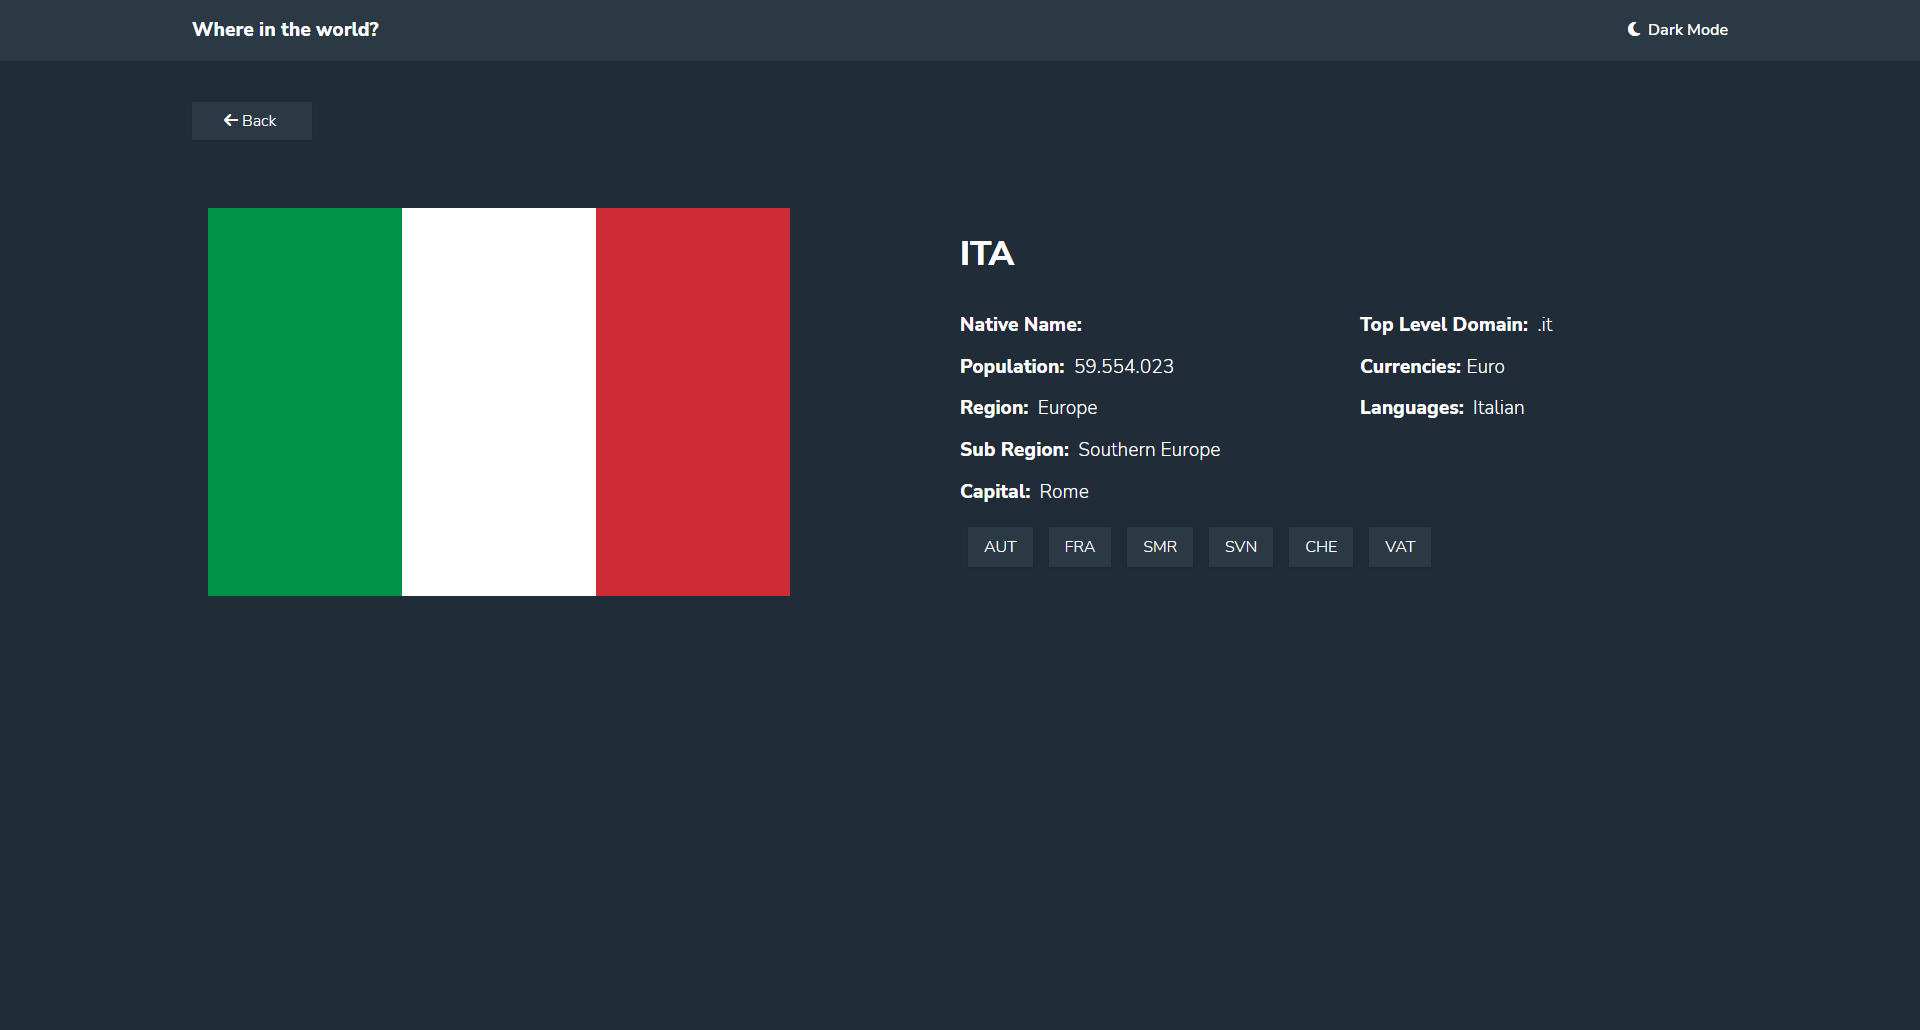 Where in the world?
Dark Mode
Back
ITA
Native Name:
Population: 59.554.023
Region: Europe
Sub Region: Southern Europe
Capital: Rome
Top Level Domain: .it
Currencies: Euro
Languages: Italian
AUT FRA SMR SVN CHE VAT